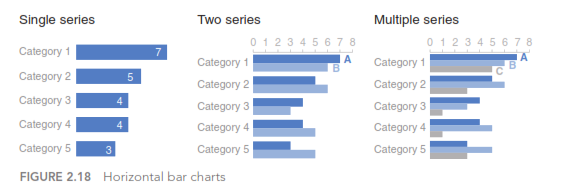 Single series
Category 1 7
Category 2 5
Category 3 4
Category 4 4
Category 5 3
Two series
0 1 2 3 4 5 6 7 8
Category 1 A
B
Category 2
Category 3
Category 4
Category 5
Multiple series
0 1 2 3 4 5 6 7 8
Category 1 A
B
C
Category 2
Category 3
Category 4
Category 5
FIGURE 2.18 Horizontal bar charts